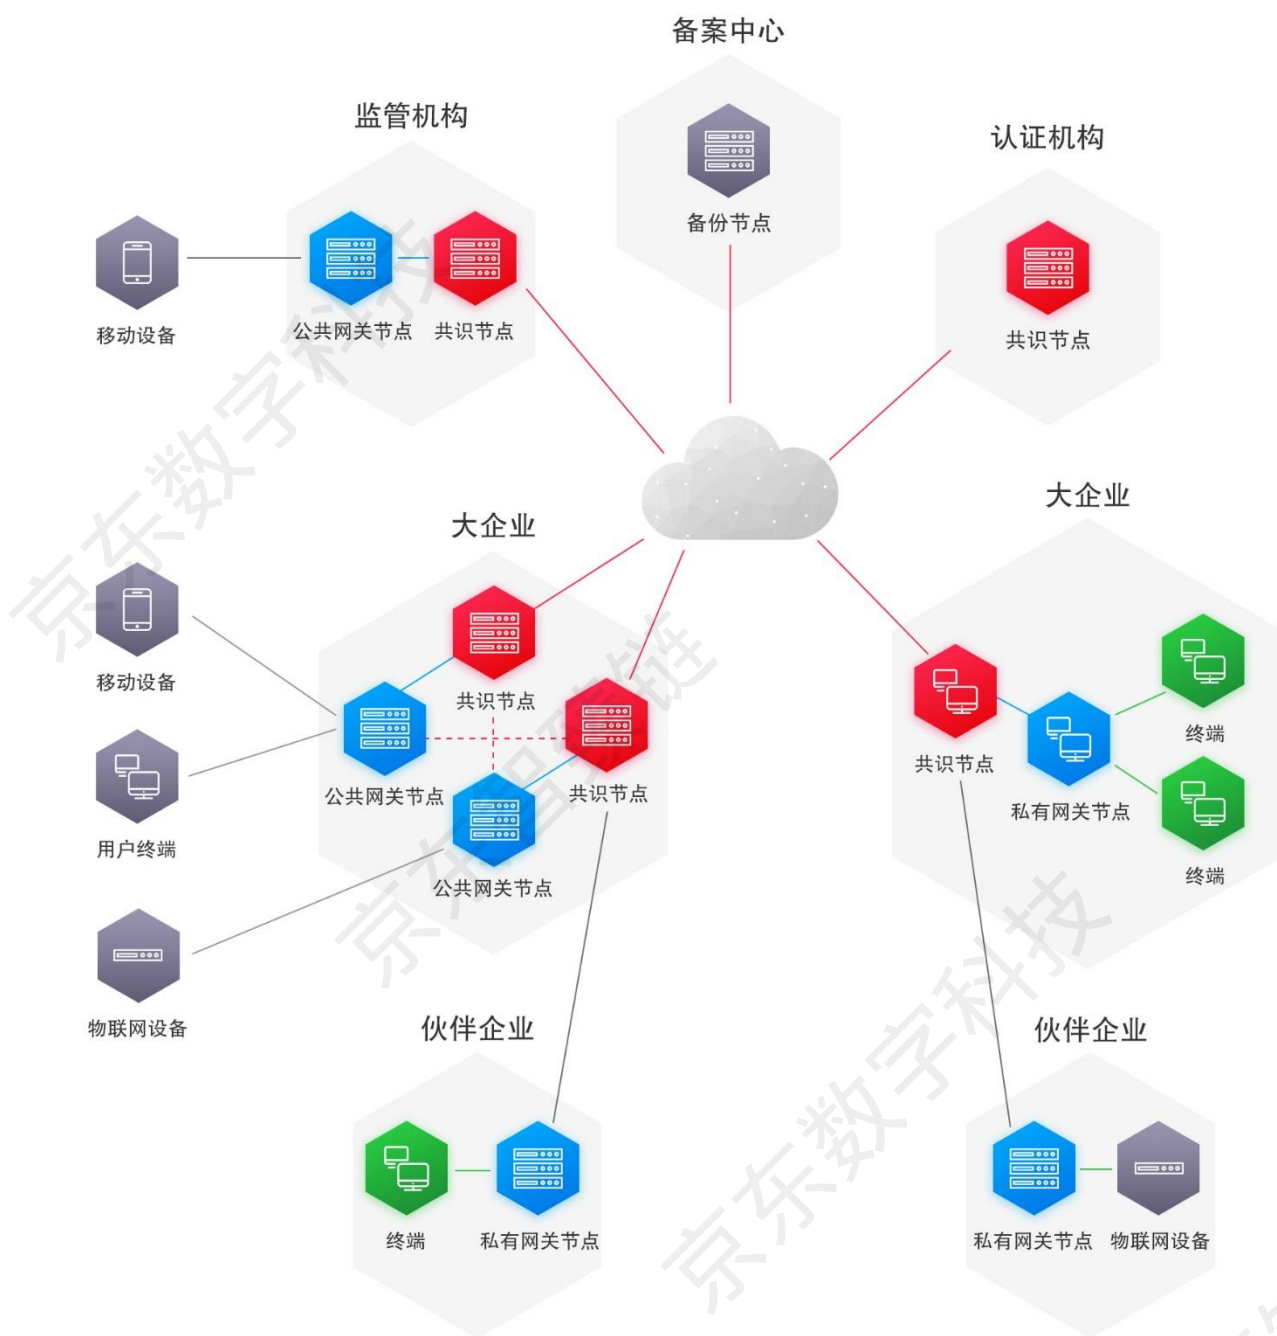 备案中心
监管机构
认证机构
备份节点
移动设备
公共网关节点
共识节点
共识节点
大企业
大企业
移动设备
共识节点
终端
共识节点
私有网关节点
公共网关节点
共识节点
用户终端
公共网关节点
终端
物联网设备
伙伴企业
伙伴企业
终端
私有网关节点
私有网关节点
物联网设备
京东数字科技
京东智臻链
京东数字科技